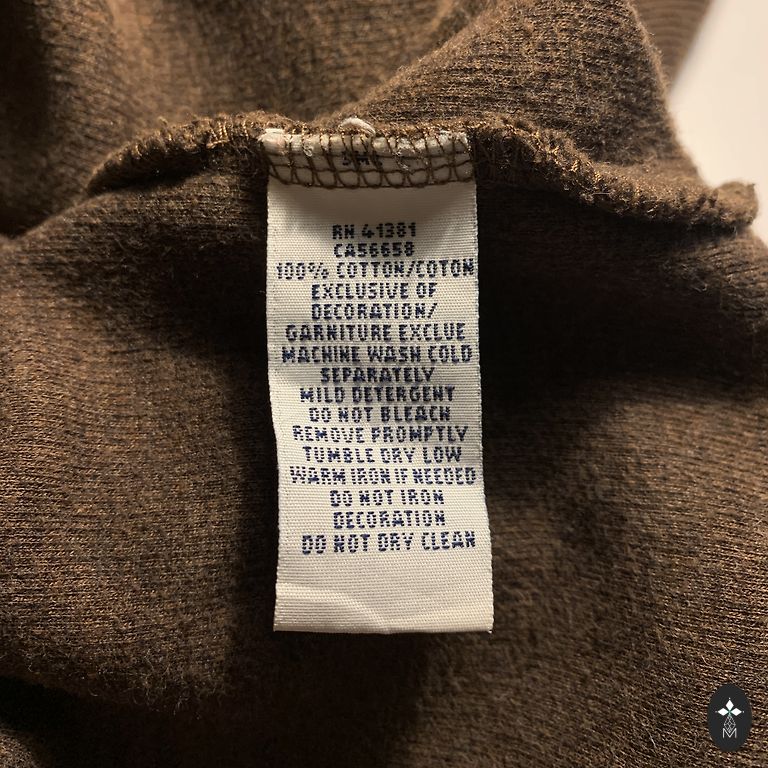 RN 41381
CA56658
100% COTTON/COTON
EXCLUSIVE OF
DECORATION/
GARNITURE EXCLUE
MACHINE WASH COLD
SEPARATELY
MILD DETERGENT
DO NOT BLEACH
REMOVE PROMPTLY
TUMBLE DRY LOW
WARM IRON IF NEEDED
DO NOT IRON
DECORATION
DO NOT DRY CLEAN
M